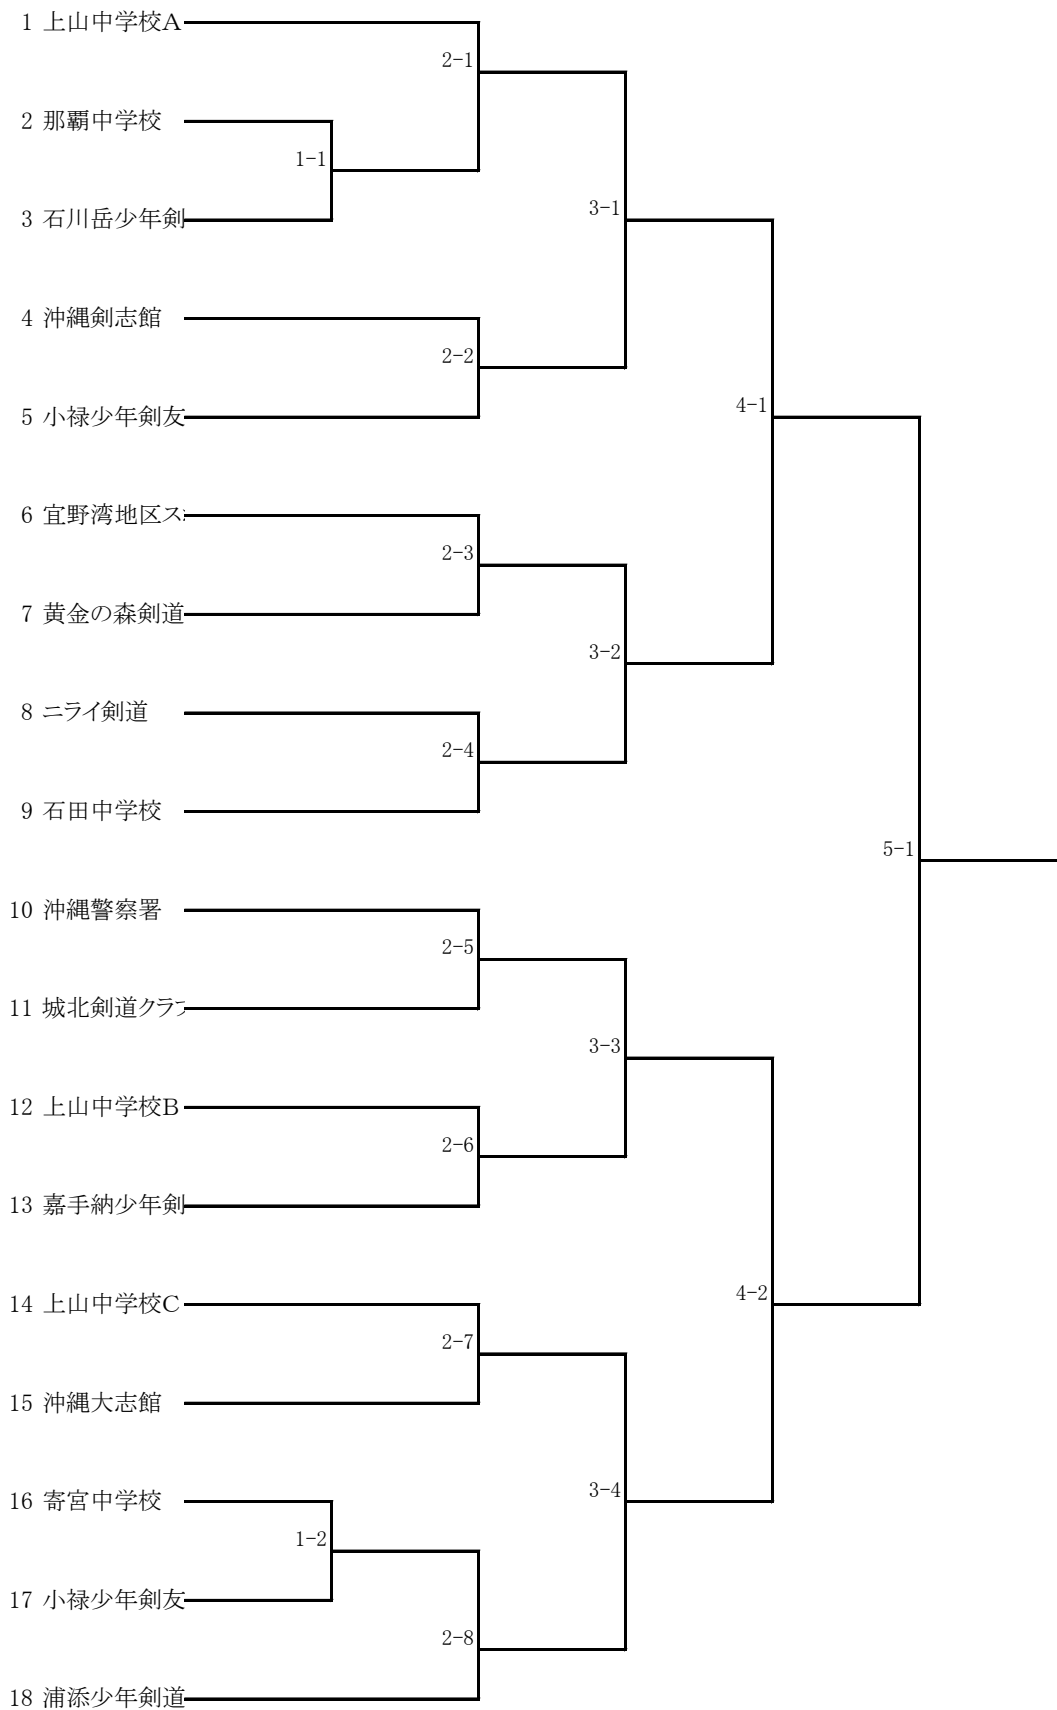 1 上山中学校A
2-1
2 那覇中学校
1-1
3 石川岳少年剣
3-1
4 沖縄剣志館
2-2
5 小禄少年剣友
4-1
6 宜野湾地区ス
2-3
7 黄金の森剣道
3-2
8 ニライ剣道
2-4
9 石田中学校
5-1
10 沖縄警察署
2-5
11 城北剣道クラ
3-3
12 上山中学校B
2-6
13 嘉手納少年剣
14 上山中学校C
4-2
2-7
15 沖縄大志館
16 寄宮中学校
3-4
1-2
17 小禄少年剣友
2-8
18 浦添少年剣道